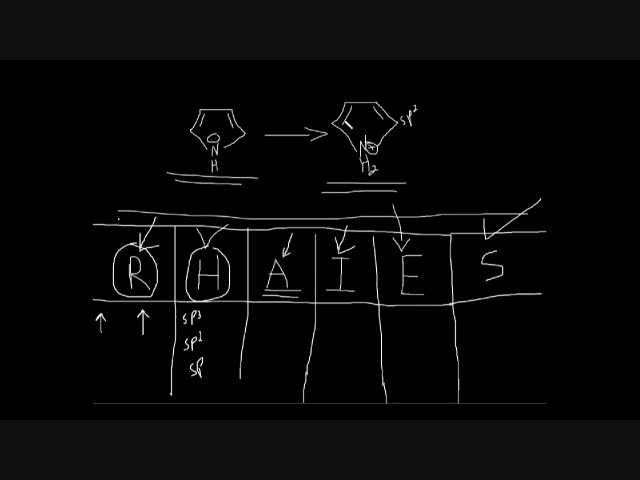 sp²
N
H
N⊕
H₂
R H A I E S
sp³
sp²
sp